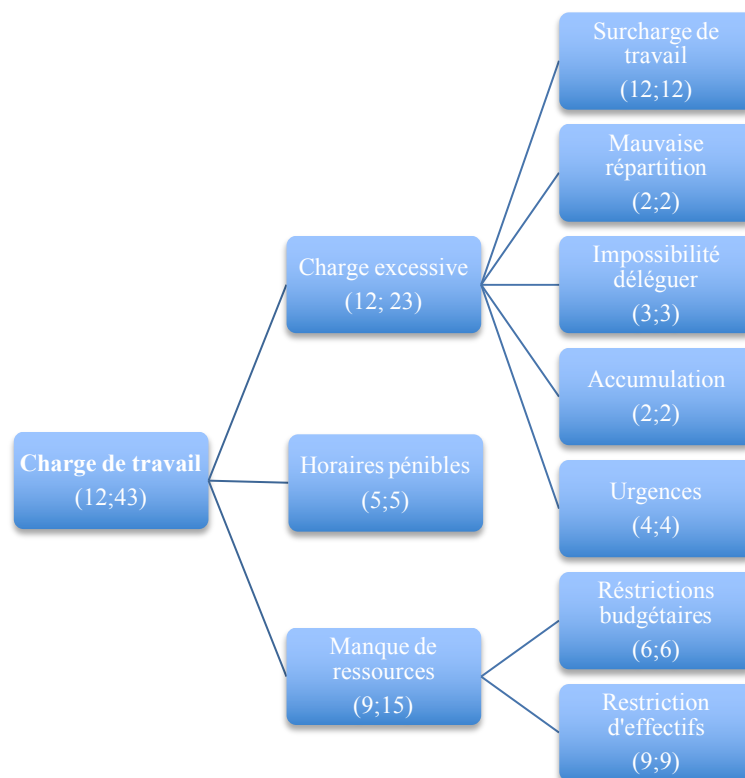 Surcharge de
travail
(12;12)
Mauvaise
répartition
(2;2)
Impossibilité
déléguer
(3;3)
Accumulation
(2;2)
Urgences
(4;4)
Charge excessive
(12; 23)
Charge de travail
(12;43)
Horaires pénibles
(5;5)
Manque de
ressources
(9;15)
Réstrictions
budgétaires
(6;6)
Restriction
d'effectifs
(9;9)